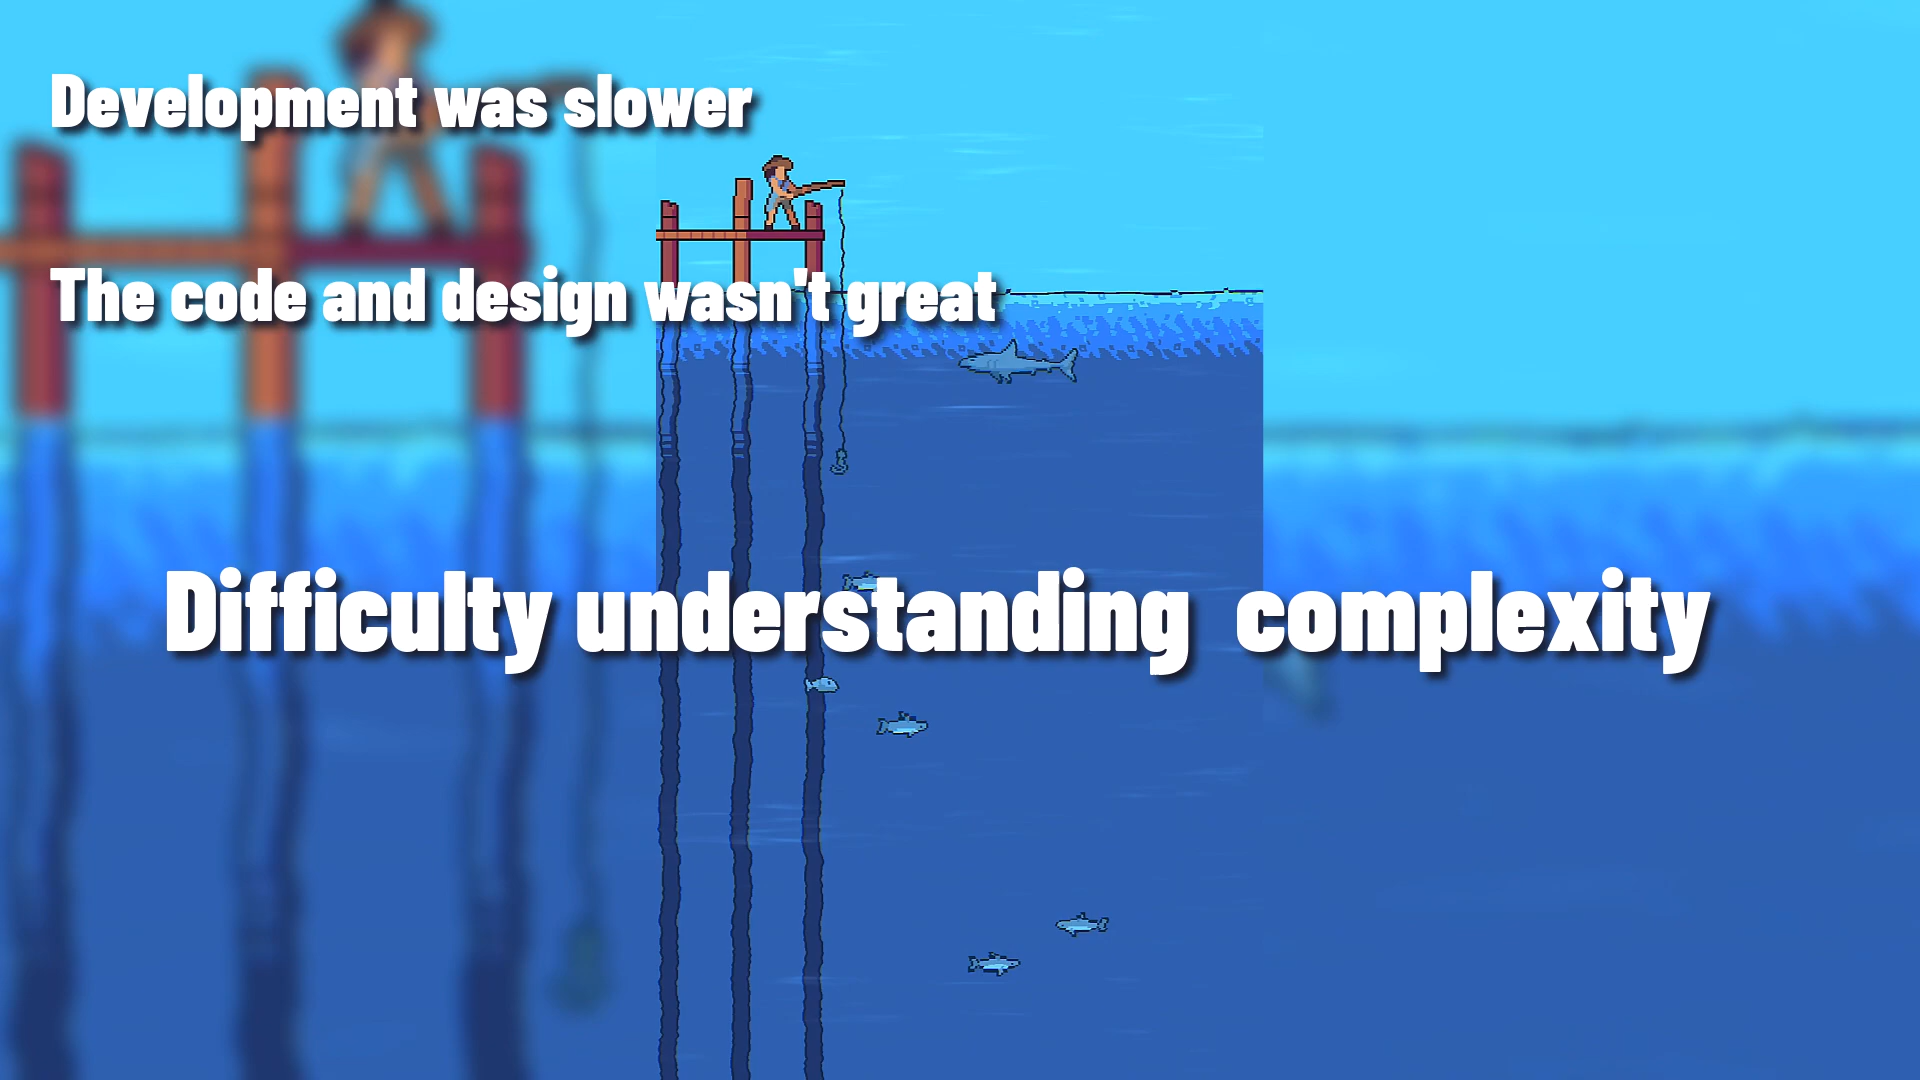 Development was slower
The code and design wasn't great
Difficulty understanding complexity